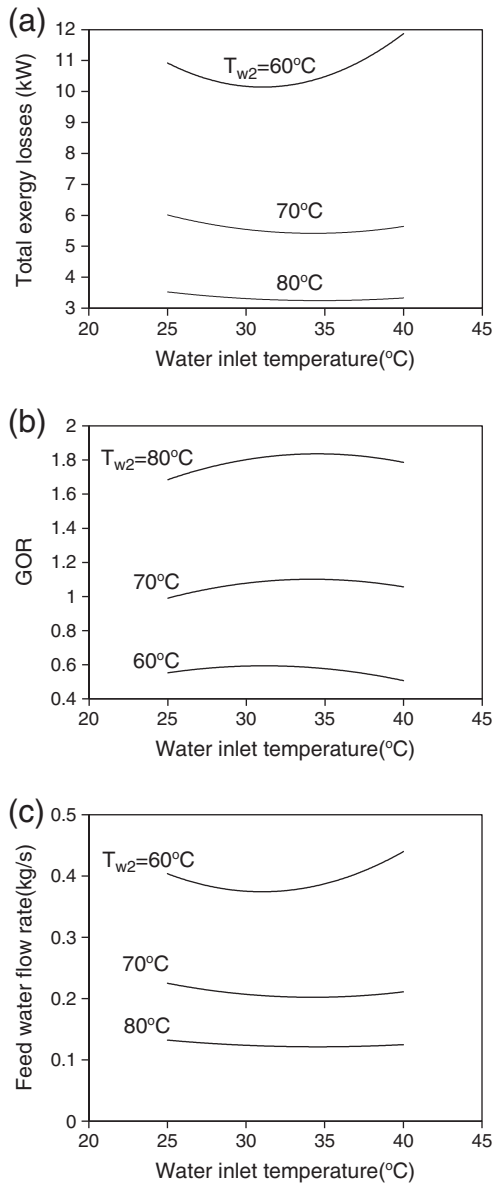 (a)
Total exergy losses (kW)
12
11
10
9
8
7
6
5
4
3
T_w2=60°C
70°C
80°C
20 25 30 35 40 45
Water inlet temperature(°C)
(b)
GOR
2
1.8
1.6
1.4
1.2
1
0.8
0.6
0.4
T_w2=80°C
70°C
60°C
20 25 30 35 40 45
Water inlet temperature(°C)
(c)
Feed water flow rate(kg/s)
0.5
0.4
0.3
0.2
0.1
0
T_w2=60°C
70°C
80°C
20 25 30 35 40 45
Water inlet temperature(°C)